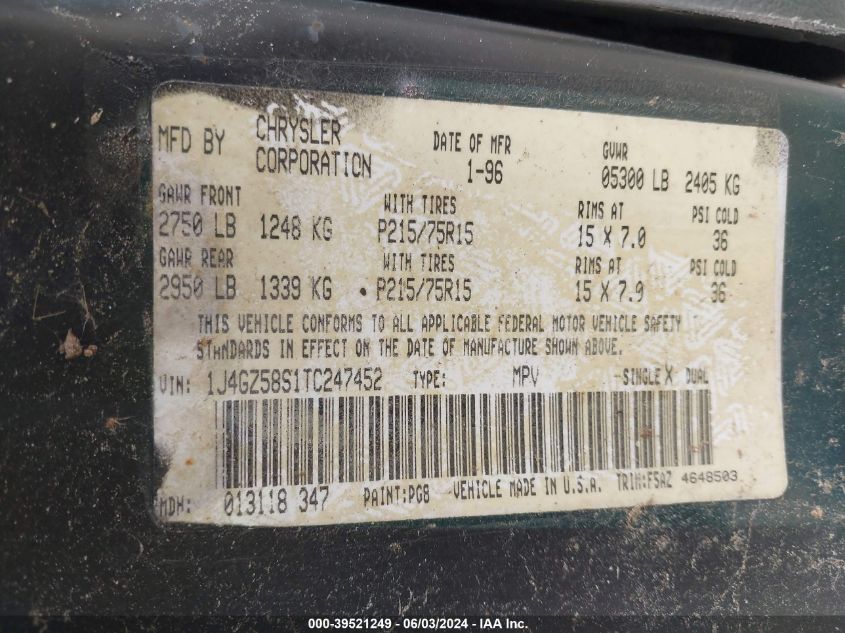 MFD BY CHRYSLER CORPORATION DATE OF MFR 1-96 GVWR 05300 LB 2405 KG
GAWR FRONT WITH TIRES RIMS AT PSI COLD
2750 LB 1248 KG P215/75R15 15 X 7.0 36
GAWR REAR WITH TIRES RIMS AT PSI COLD
2950 LB 1339 KG • P215/75R15 15 X 7.0 36
THIS VEHICLE CONFORMS TO ALL APPLICABLE FEDERAL MOTOR VEHICLE SAFETY
STANDARDS IN EFFECT ON THE DATE OF MANUFACTURE SHOWN ABOVE.
VIN: 1J4GZ58S1TC247452 TYPE: MPV -SINGLE X DUAL
MDH: 013118 347 PAINT:PG8 VEHICLE MADE IN U.S.A. TRIM:F5AZ 4648503
000-39521249 - 06/03/2024 - IAA Inc.